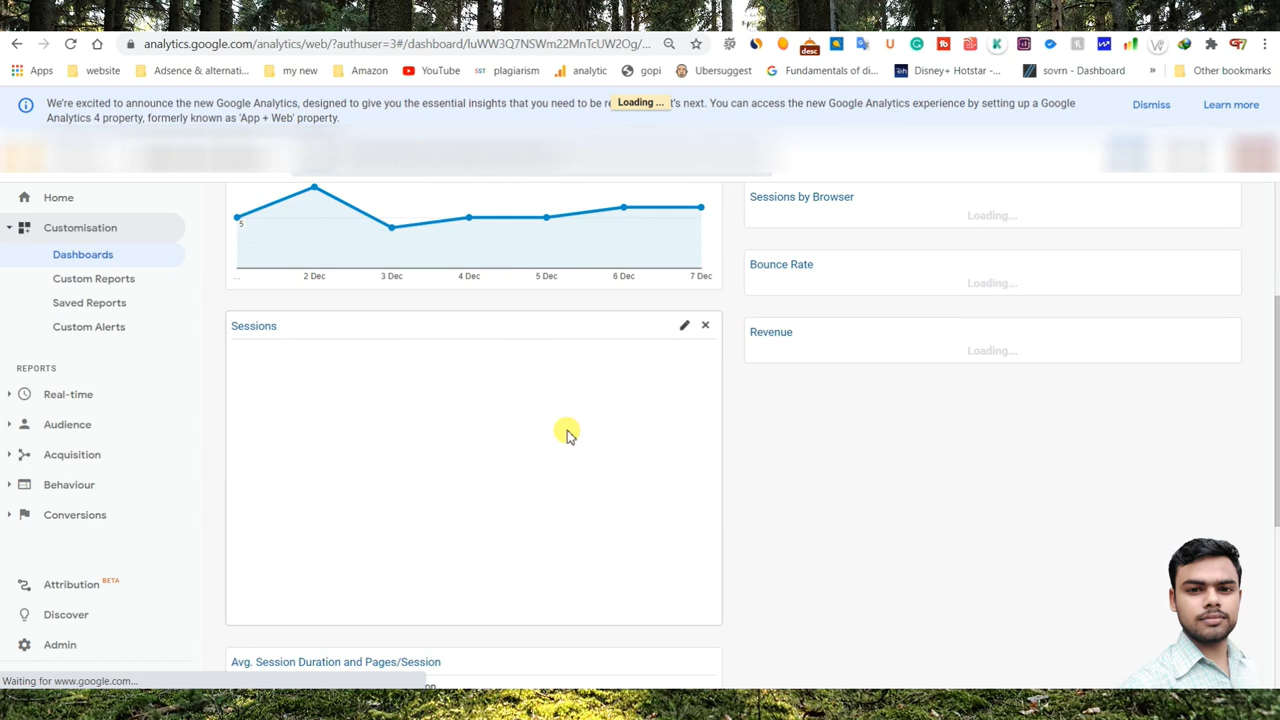 analytics.google.com/analytics/web/?authuser=3#/dashboard/luWW3Q7NSWm22MnTcUW2Og/...
desc
Apps
website
Adsence & alternati...
my new
Amazon
YouTube
SST
plagiarism
analytic
gopi
Ubersuggest
Fundamentals of di...
Disney+ Hotstar -...
sovrn - Dashboard
»
Other bookmarks
We're excited to announce the new Google Analytics, designed to give you the essential insights that you need to be r
Loading ...
t's next. You can access the new Google Analytics experience by setting up a Google
Analytics 4 property, formerly known as 'App + Web' property.
Dismiss
Learn more
Home
Customisation
Dashboards
Custom Reports
Saved Reports
Custom Alerts
REPORTS
Real-time
Audience
Acquisition
Behaviour
Conversions
Attribution BETA
Discover
Admin
Waiting for www.google.com...
5
...
2 Dec
3 Dec
4 Dec
5 Dec
6 Dec
7 Dec
Sessions
Avg. Session Duration and Pages/Session
Sessions by Browser
Loading...
Bounce Rate
Loading...
Revenue
Loading...